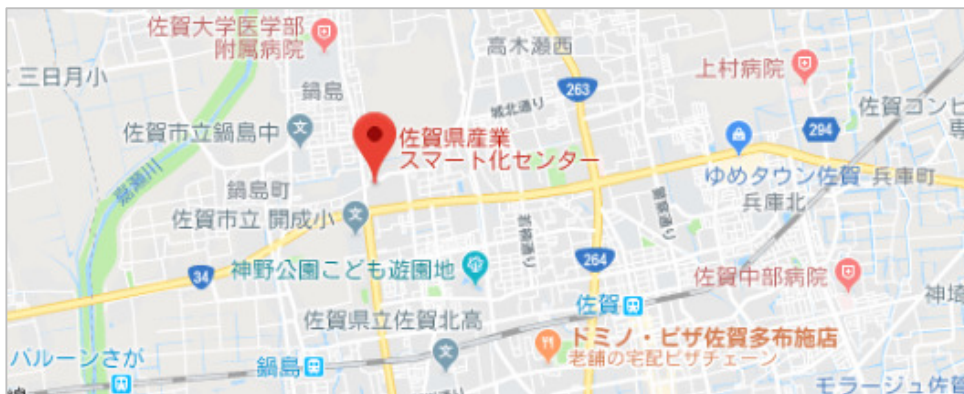 佐賀大学医学部
附属病院
高木瀬西
上村病院
三日月小
鍋島
263
城北通り
佐賀コンビ
佐賀市立鍋島中
佐賀県産業
スマート化センター
294
嘉瀬川
鍋島町
ゆめタウン佐賀
兵庫町
兵庫北
佐賀市立 開成小
264
34
神野公園こども遊園地
佐賀中部病院
神埼
佐賀
佐賀県立佐賀北高
ドミノ・ピザ佐賀多布施店
老舗の宅配ピザチェーン
バルーンさが
鍋島
モラージュ佐賀